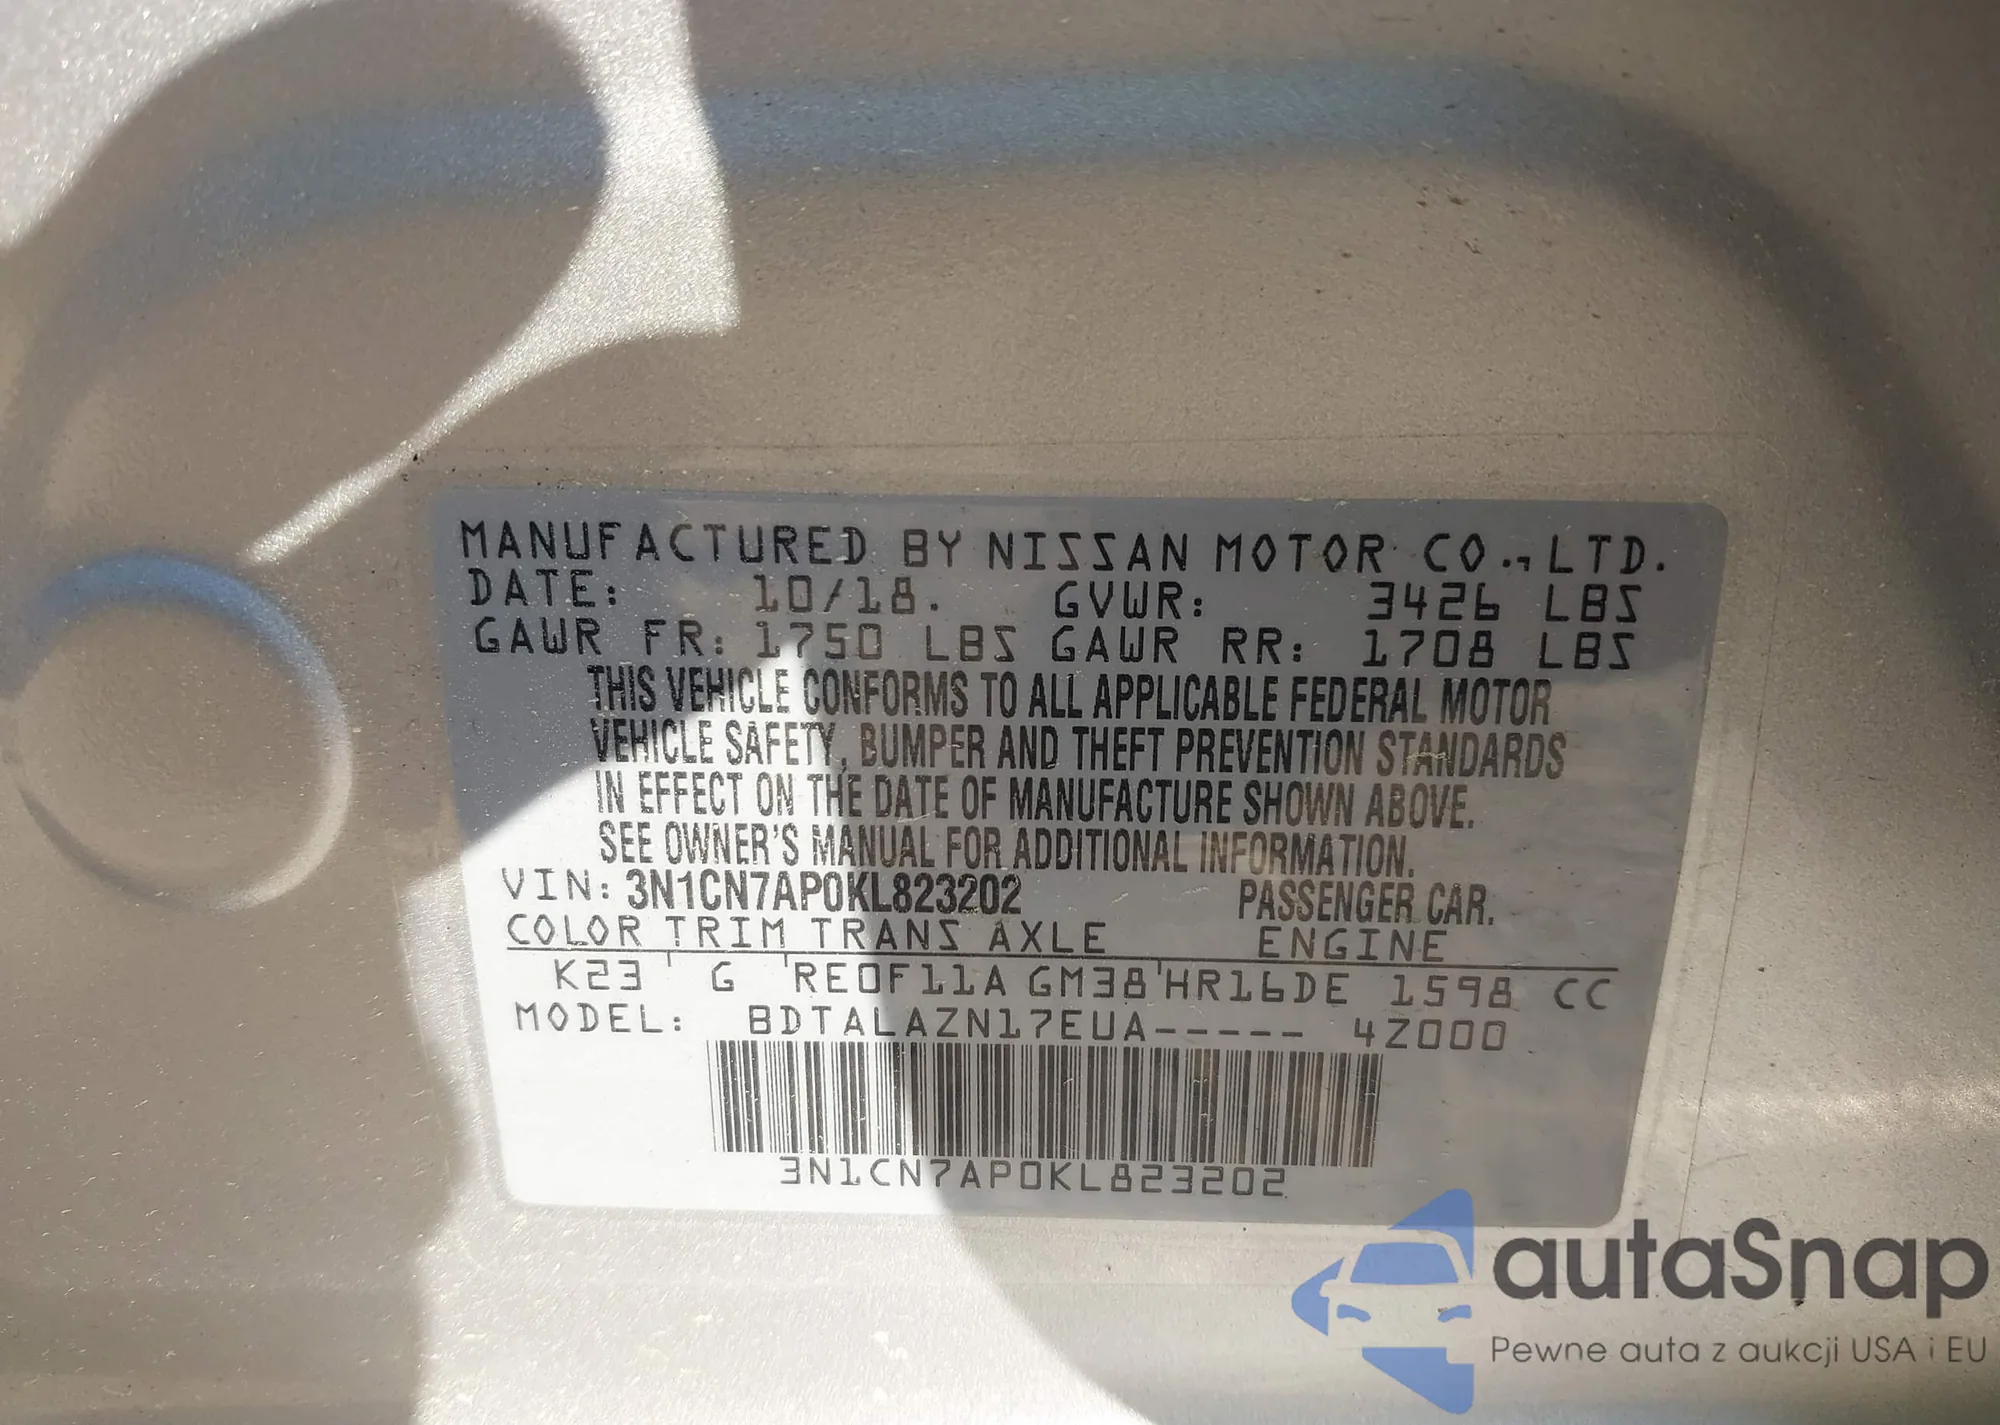 MANUFACTURED BY NISSAN MOTOR CO., LTD.
DATE: 10/18. GVWR: 3426 LBS
GAWR FR: 1750 LBS GAWR RR: 1708 LBS
THIS VEHICLE CONFORMS TO ALL APPLICABLE FEDERAL MOTOR
VEHICLE SAFETY, BUMPER AND THEFT PREVENTION STANDARDS
IN EFFECT ON THE DATE OF MANUFACTURE SHOWN ABOVE.
SEE OWNER'S MANUAL FOR ADDITIONAL INFORMATION.
VIN: 3N1CN7AP0KL823202 PASSENGER CAR.
COLOR TRIM TRANS AXLE ENGINE
K23 G RE0F11A GM38 HR16DE 1598 CC
MODEL: BDTALAZN17EUA----- 4Z000
3N1CN7AP0KL823202
autaSnap
Pewne auta z aukcji USA i EU